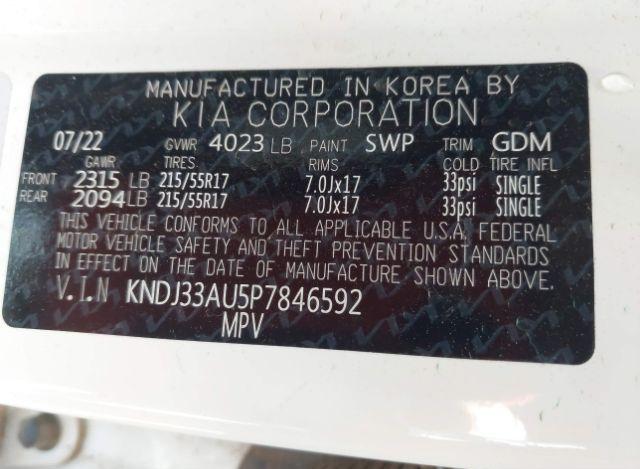 MANUFACTURED IN KOREA BY
KIA CORPORATION
07/22 GVWR 4023 LB PAINT SWP TRIM GDM
GAWR TIRES RIMS COLD TIRE INFL
FRONT 2315 LB 215/55R17 7.0Jx17 33psi SINGLE
REAR 2094 LB 215/55R17 7.0Jx17 33psi SINGLE
THIS VEHICLE CONFORMS TO ALL APPLICABLE U.S.A. FEDERAL
MOTOR VEHICLE SAFETY AND THEFT PREVENTION STANDARDS
IN EFFECT ON THE DATE OF MANUFACTURE SHOWN ABOVE.
V.I.N KNDJ33AU5P7846592
MPV